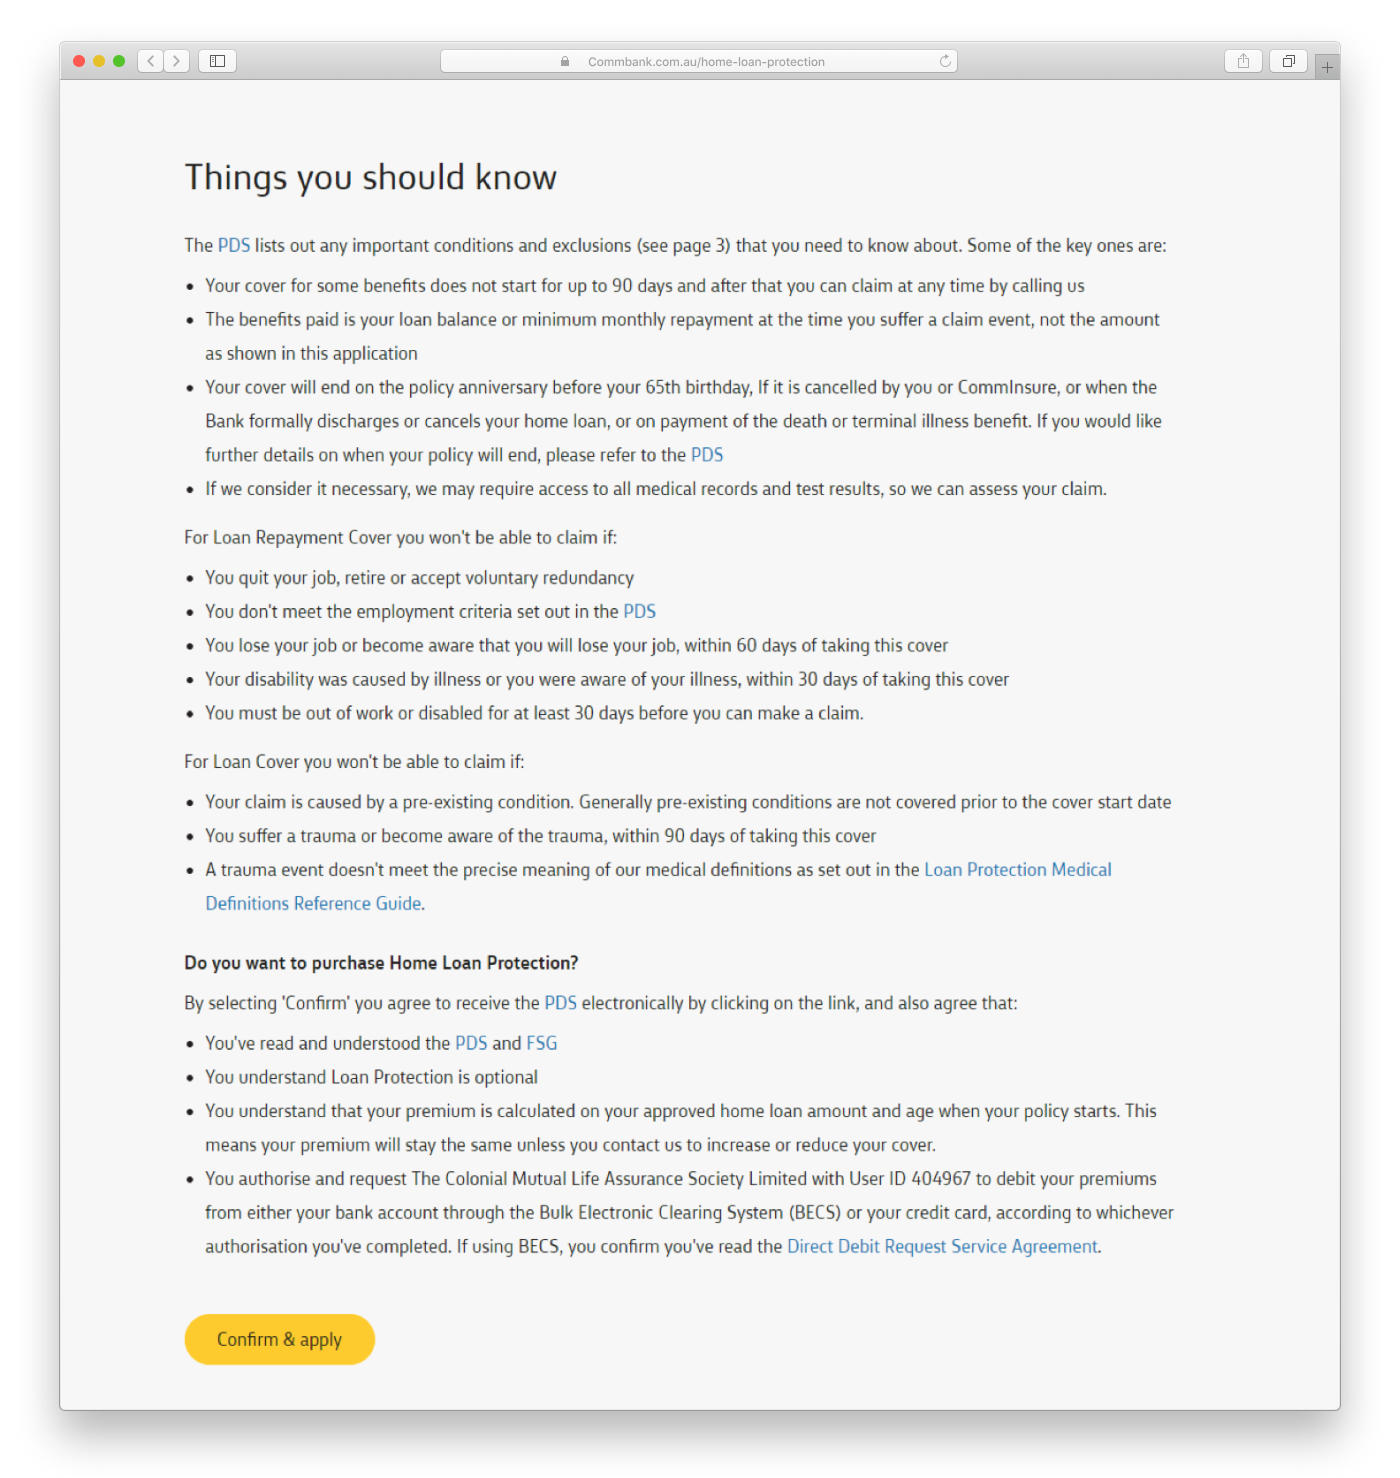 Commbank.com.au/home-loan-protection
Things you should know
The PDS lists out any important conditions and exclusions (see page 3) that you need to know about. Some of the key ones are:
• Your cover for some benefits does not start for up to 90 days and after that you can claim at any time by calling us
• The benefits paid is your loan balance or minimum monthly repayment at the time you suffer a claim event, not the amount
as shown in this application
• Your cover will end on the policy anniversary before your 65th birthday, If it is cancelled by you or CommInsure, or when the
Bank formally discharges or cancels your home loan, or on payment of the death or terminal illness benefit. If you would like
further details on when your policy will end, please refer to the PDS
• If we consider it necessary, we may require access to all medical records and test results, so we can assess your claim.
For Loan Repayment Cover you won't be able to claim if:
• You quit your job, retire or accept voluntary redundancy
• You don't meet the employment criteria set out in the PDS
• You lose your job or become aware that you will lose your job, within 60 days of taking this cover
• Your disability was caused by illness or you were aware of your illness, within 30 days of taking this cover
• You must be out of work or disabled for at least 30 days before you can make a claim.
For Loan Cover you won't be able to claim if:
• Your claim is caused by a pre-existing condition. Generally pre-existing conditions are not covered prior to the cover start date
• You suffer a trauma or become aware of the trauma, within 90 days of taking this cover
• A trauma event doesn't meet the precise meaning of our medical definitions as set out in the Loan Protection Medical
Definitions Reference Guide.
Do you want to purchase Home Loan Protection?
By selecting 'Confirm' you agree to receive the PDS electronically by clicking on the link, and also agree that:
• You've read and understood the PDS and FSG
• You understand Loan Protection is optional
• You understand that your premium is calculated on your approved home loan amount and age when your policy starts. This
means your premium will stay the same unless you contact us to increase or reduce your cover.
• You authorise and request The Colonial Mutual Life Assurance Society Limited with User ID 404967 to debit your premiums
from either your bank account through the Bulk Electronic Clearing System (BECS) or your credit card, according to whichever
authorisation you've completed. If using BECS, you confirm you've read the Direct Debit Request Service Agreement.
Confirm & apply